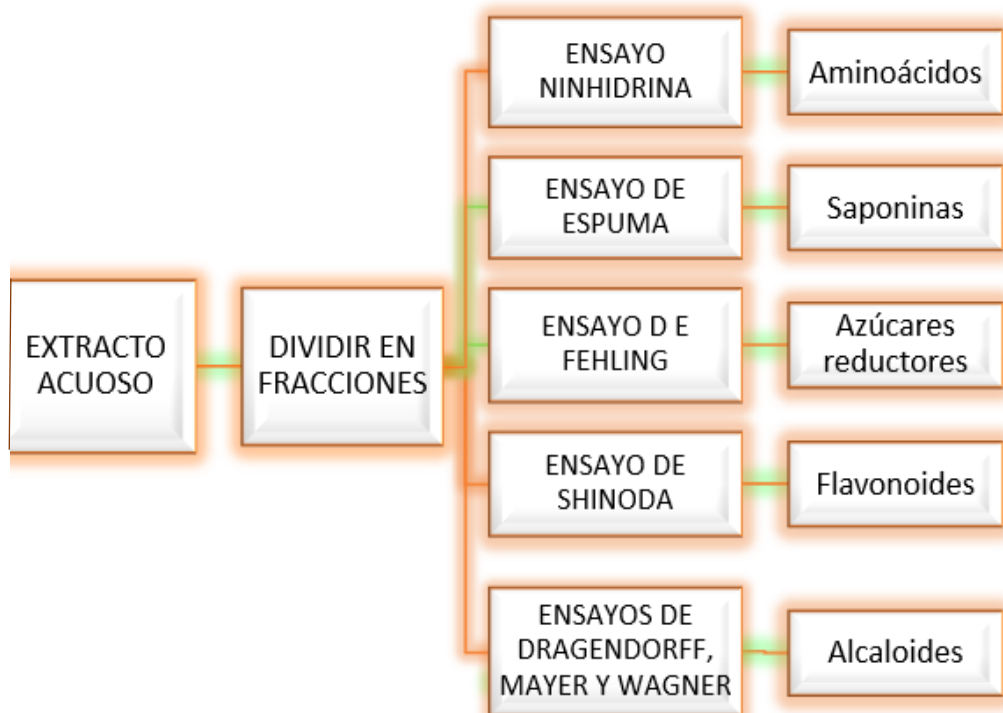 EXTRACTO
ACUOSO
DIVIDIR EN
FRACCIONES
ENSAYO
NINHIDRINA
Aminoácidos
ENSAYO DE
ESPUMA
Saponinas
ENSAYO D E
FEHLING
Azúcares
reductores
ENSAYO DE
SHINODA
Flavonoides
ENSAYOS DE
DRAGENDORFF,
MAYER Y WAGNER
Alcaloides